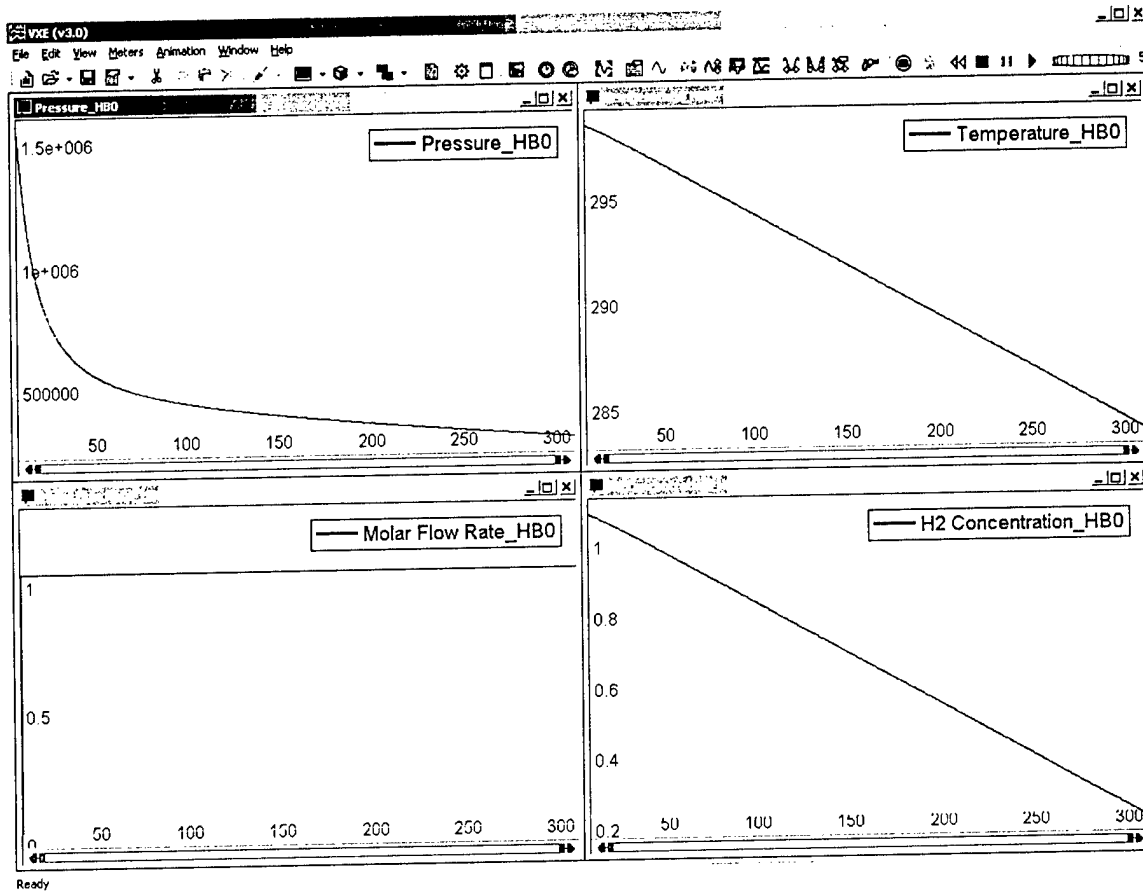 VXE (v3.0)
File Edit View Meters Animation Window Help
5
Pressure_HB0
Pressure_HB0
1.5e+006
1e+006
500000
50 100 150 200 250 300
Temperature_HB0
295
290
285
50 100 150 200 250 300
Molar Flow Rate_HB0
1
0.5
0
50 100 150 200 250 300
H2 Concentration_HB0
1
0.8
0.6
0.4
0.2
50 100 150 200 250 300
Ready